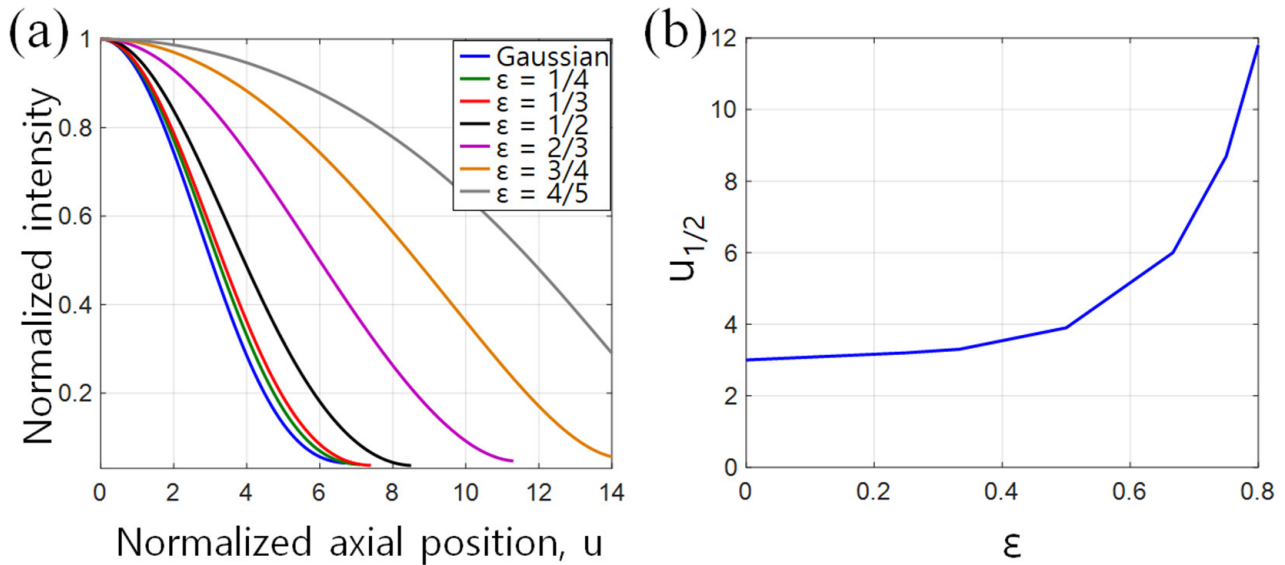 (a)
Normalized intensity
1
0.8
0.6
0.4
0.2
0 2 4 6 8 10 12 14
Normalized axial position, u
Gaussian
ε = 1/4
ε = 1/3
ε = 1/2
ε = 2/3
ε = 3/4
ε = 4/5
(b)
u1/2
12
10
8
6
4
2
0
0 0.2 0.4 0.6 0.8
ε